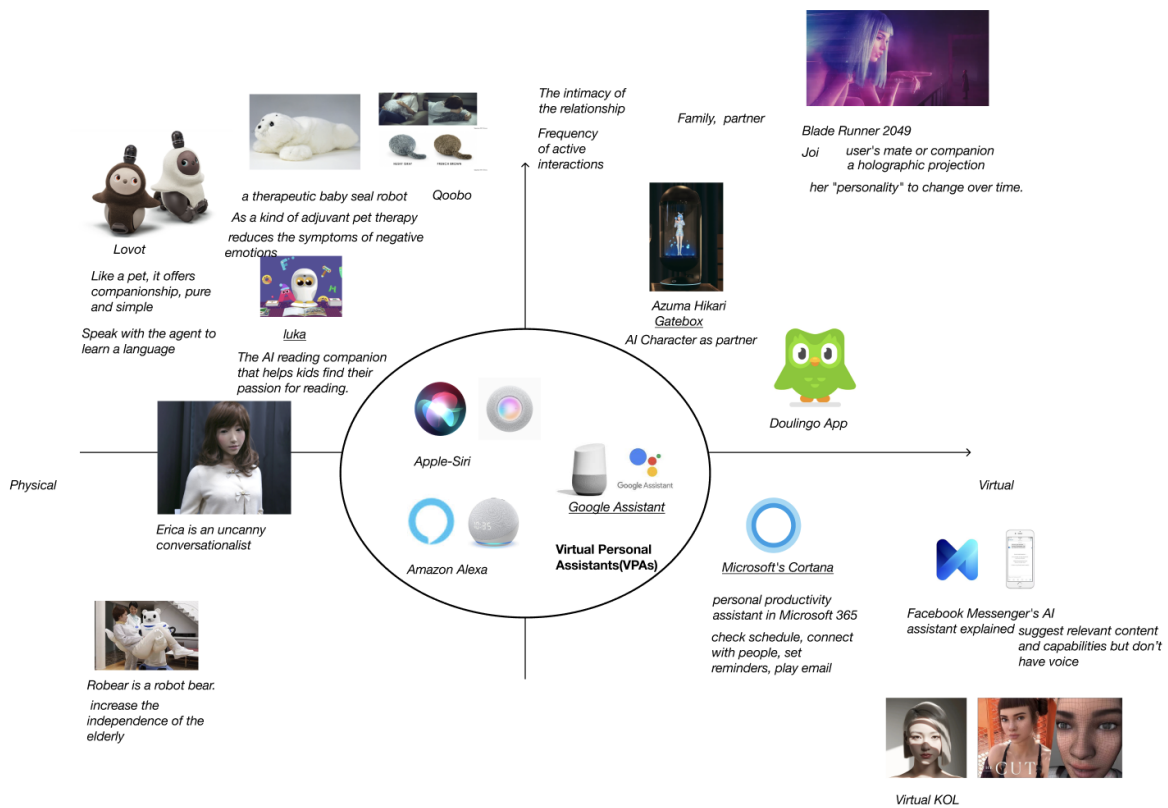 The intimacy of
the relationship
Frequency
of active
interactions
Family, partner
Blade Runner 2049
Joi
user's mate or companion
a holographic projection
her "personality" to change over time.
a therapeutic baby seal robot
As a kind of adjuvant pet therapy
reduces the symptoms of negative
emotions
Qoobo
Lovot
Like a pet, it offers
companionship, pure
and simple
Speak with the agent to
learn a language
luka
The AI reading companion
that helps kids find their
passion for reading.
Azuma Hikari
Gatebox
AI Character as partner
Doulingo App
Physical
Virtual
Erica is an uncanny
conversationalist
Apple-Siri
Google Assistant
Google Assistant
Amazon Alexa
Virtual Personal
Assistants(VPAs)
Microsoft's Cortana
personal productivity
assistant in Microsoft 365
check schedule, connect
with people, set
reminders, play email
Facebook Messenger's AI
assistant explained
suggest relevant content
and capabilities but don't
have voice
Robear is a robot bear.
increase the
independence of the
elderly
CUT
Virtual KOL